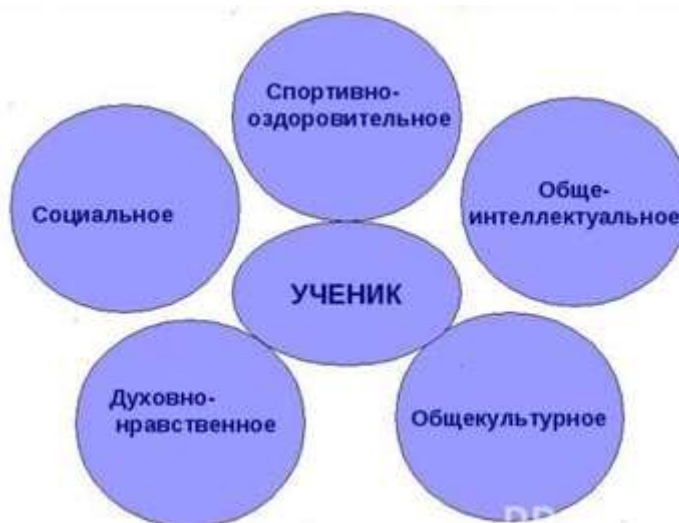 Спортивно-
оздоровительное
Социальное
Обще-
интеллектуальное
УЧЕНИК
Духовно-
нравственное
Общекультурное